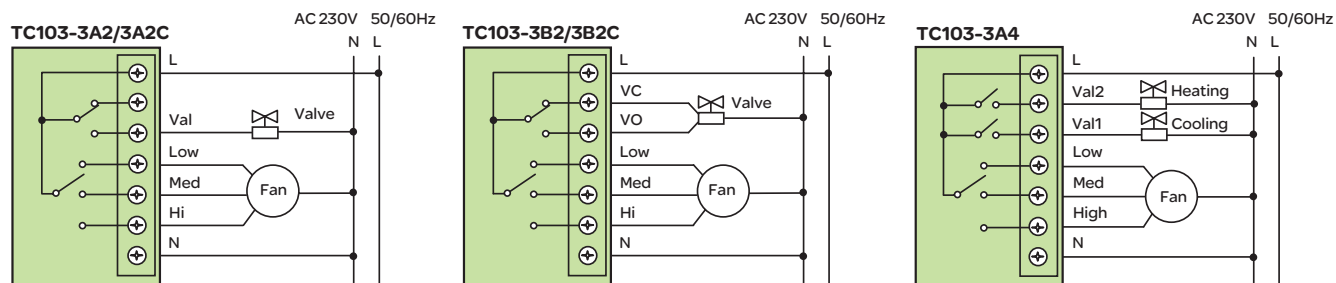 AC 230V 50/60Hz
TC103-3A2/3A2C
N L
L
Val
Valve
Low
Med
Fan
Hi
N
AC 230V 50/60Hz
TC103-3B2/3B2C
N L
L
VC
Valve
VO
Low
Med
Fan
Hi
N
AC 230V 50/60Hz
TC103-3A4
N L
L
Val2
Heating
Val1
Cooling
Low
Med
Fan
High
N